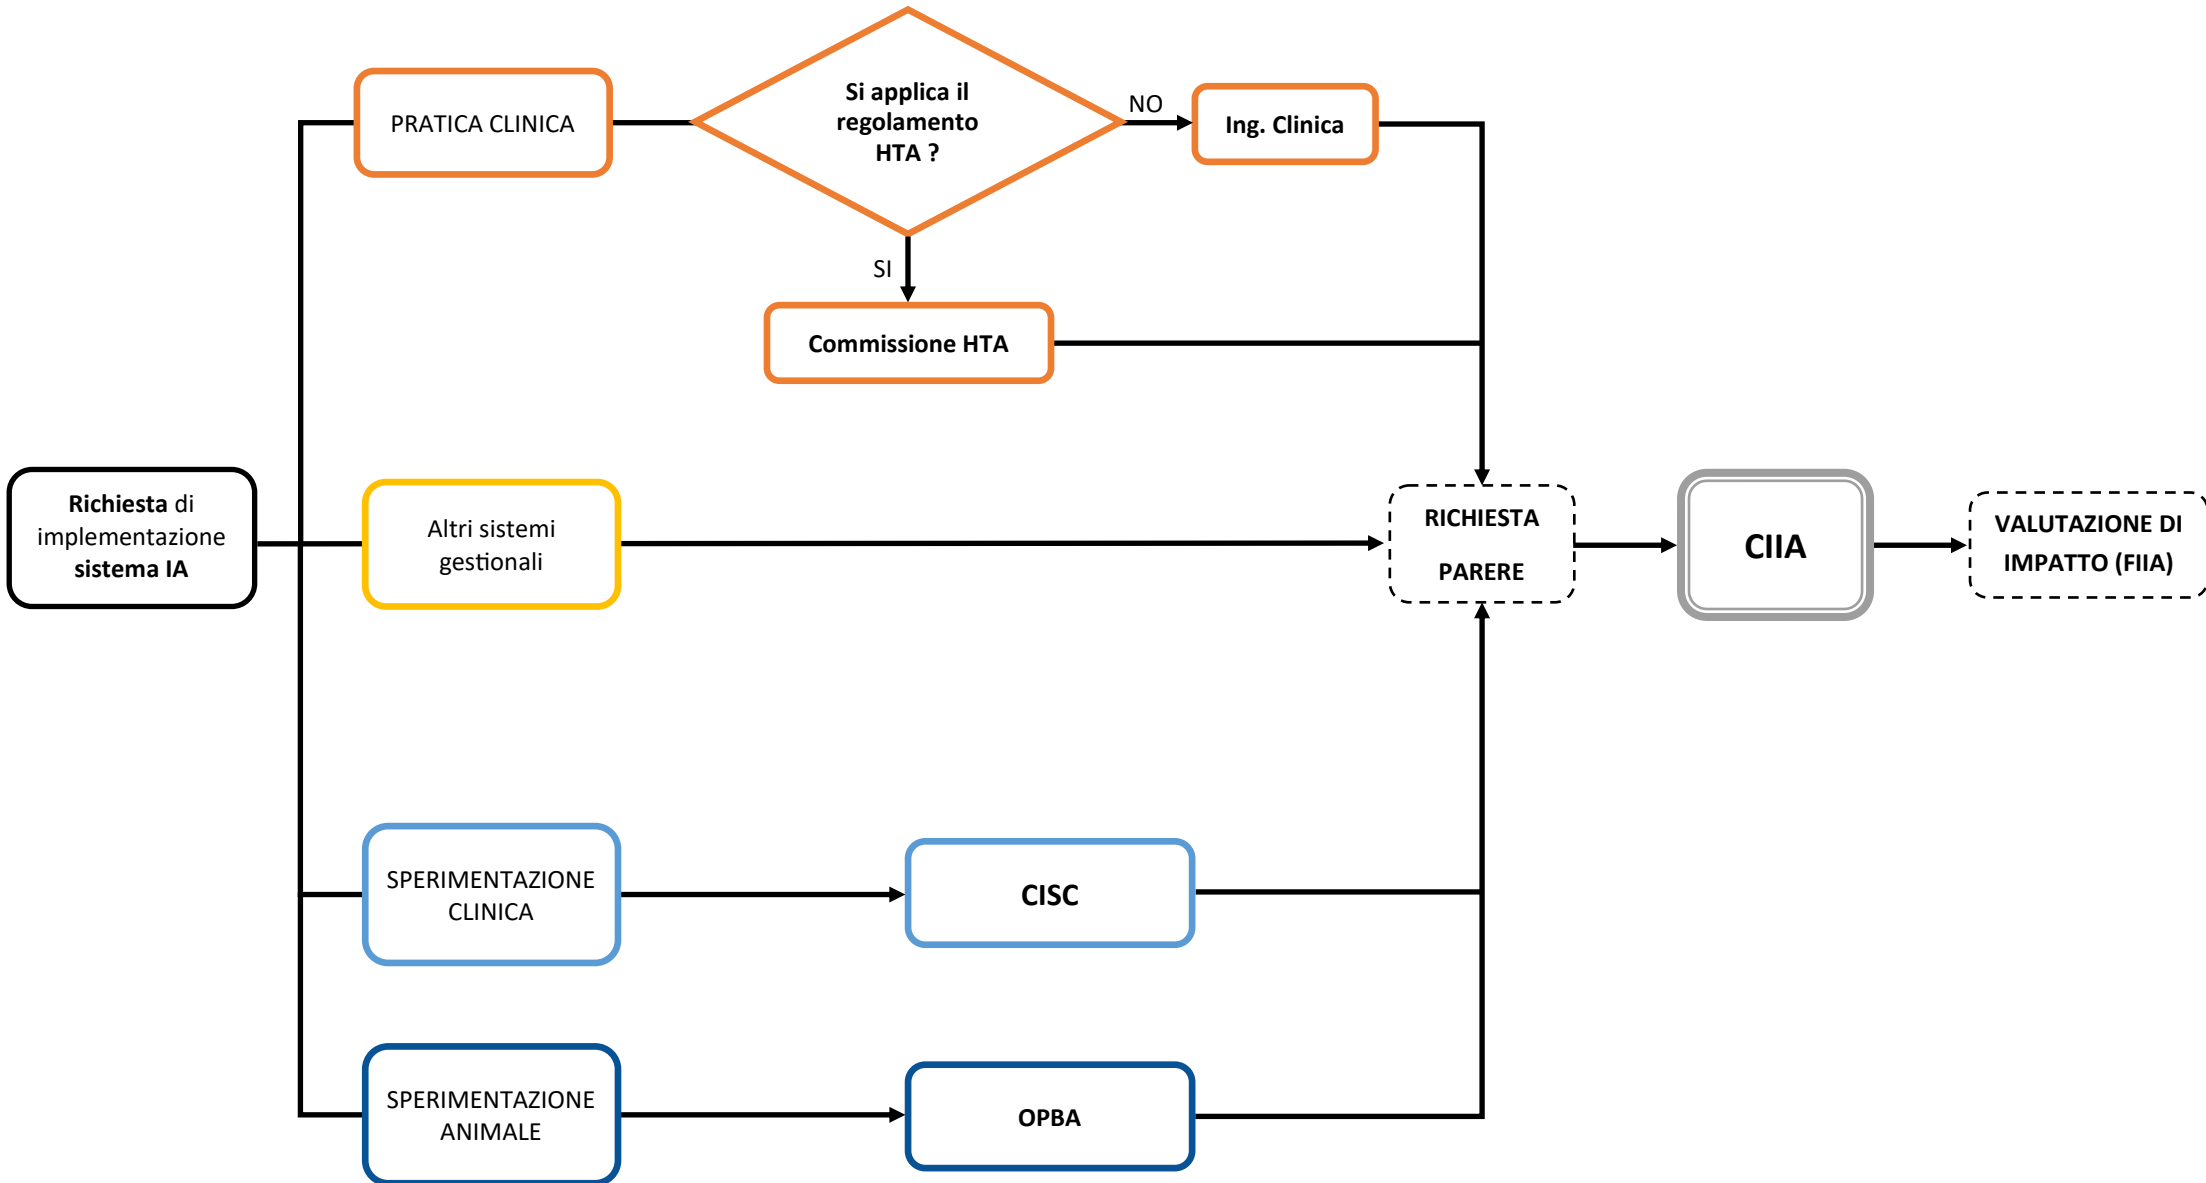 PRATICA CLINICA
Si applica il
regolamento
HTA ?
NO
Ing. Clinica
SI
Commissione HTA
Richiesta di
implementazione
sistema IA
Altri sistemi
gestionali
RICHIESTA
PARERE
CIIA
VALUTAZIONE DI
IMPATTO (FIIA)
SPERIMENTAZIONE
CLINICA
CISC
SPERIMENTAZIONE
ANIMALE
OPBA